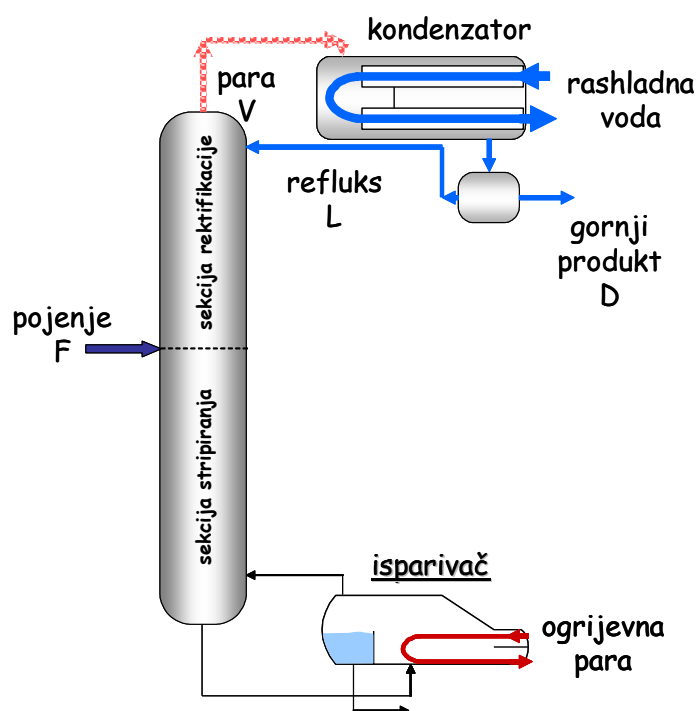 kondenzator
para
V
rashladna
voda
refluks
L
gornji
produkt
D
sekcija rektifikacije
pojenje
F
sekcija stripiranja
isparivač
ogrijevna
para